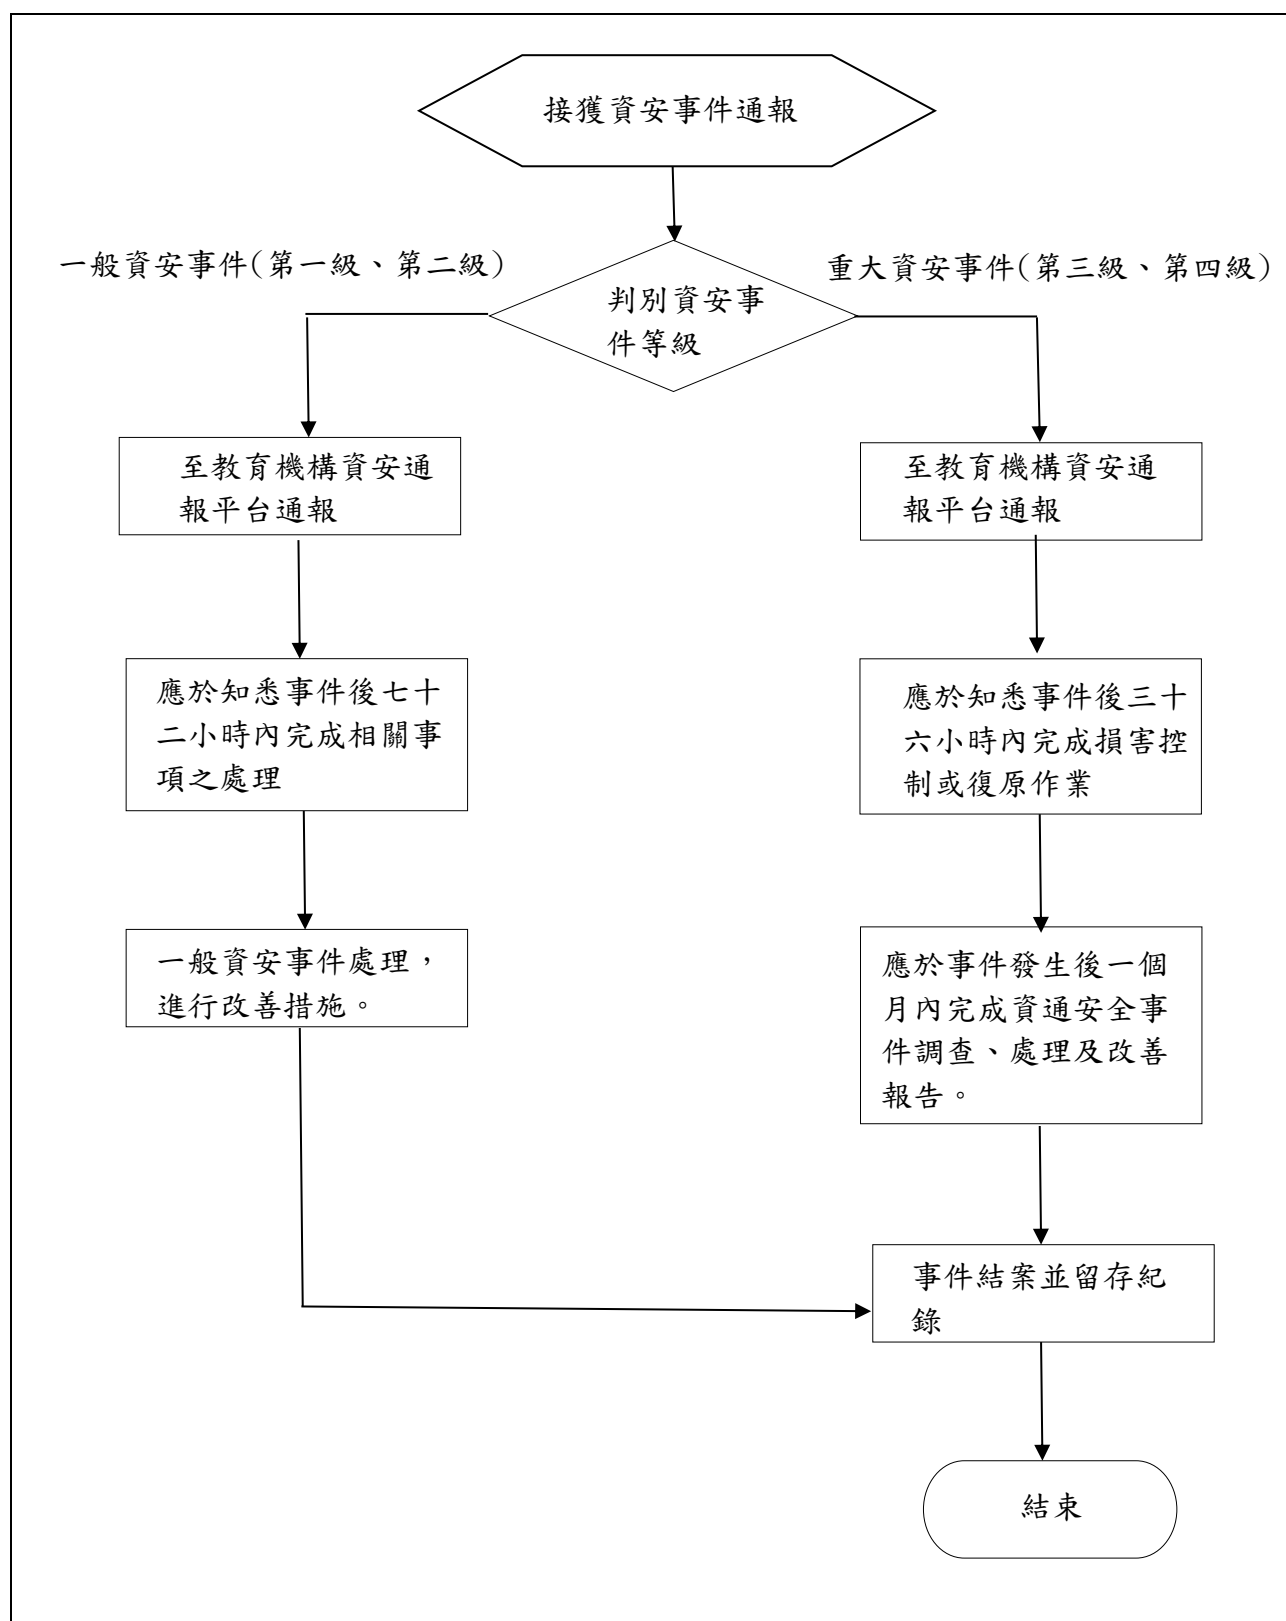 接獲資安事件通報
一般資安事件(第一級、第二級)
重大資安事件(第三級、第四級)
判別資安事
件等級
至教育機構資安通
報平台通報
至教育機構資安通
報平台通報
應於知悉事件後七十
二小時內完成相關事
項之處理
應於知悉事件後三十
六小時內完成損害控
制或復原作業
一般資安事件處理，
進行改善措施。
應於事件發生後一個
月內完成資通安全事
件調查、處理及改善
報告。
事件結案並留存紀
錄
結束